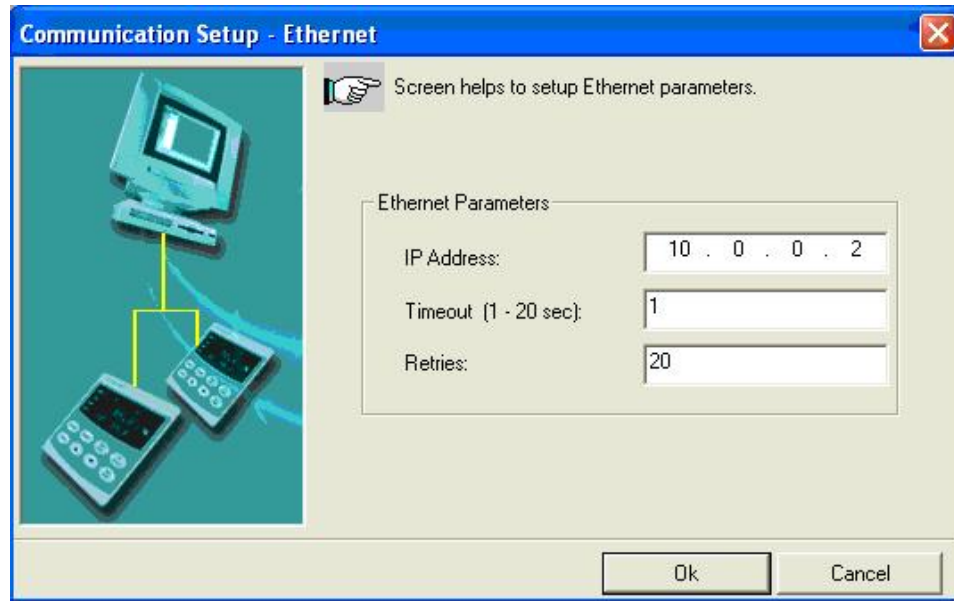 Communication Setup - Ethernet
Screen helps to setup Ethernet parameters.
Ethernet Parameters
IP Address: 10 . 0 . 0 . 2
Timeout (1 - 20 sec): 1
Retries: 20
Ok Cancel